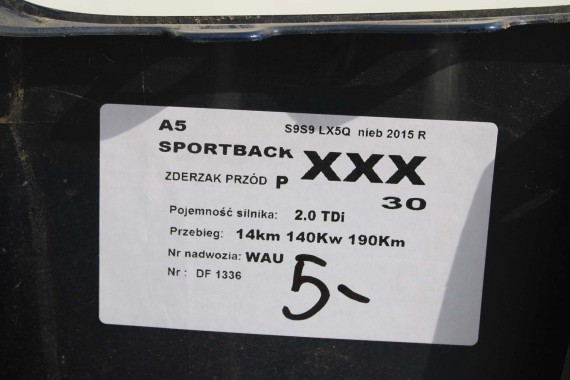 A5 S9S9 LX5Q nieb 2015 R
SPORTBACK XXX
ZDERZAK PRZÓD P
30
Pojemność silnika: 2.0 TDi
Przebieg: 14km 140Kw 190Km
Nr nadwozia: WAU
Nr : DF 1336
5-